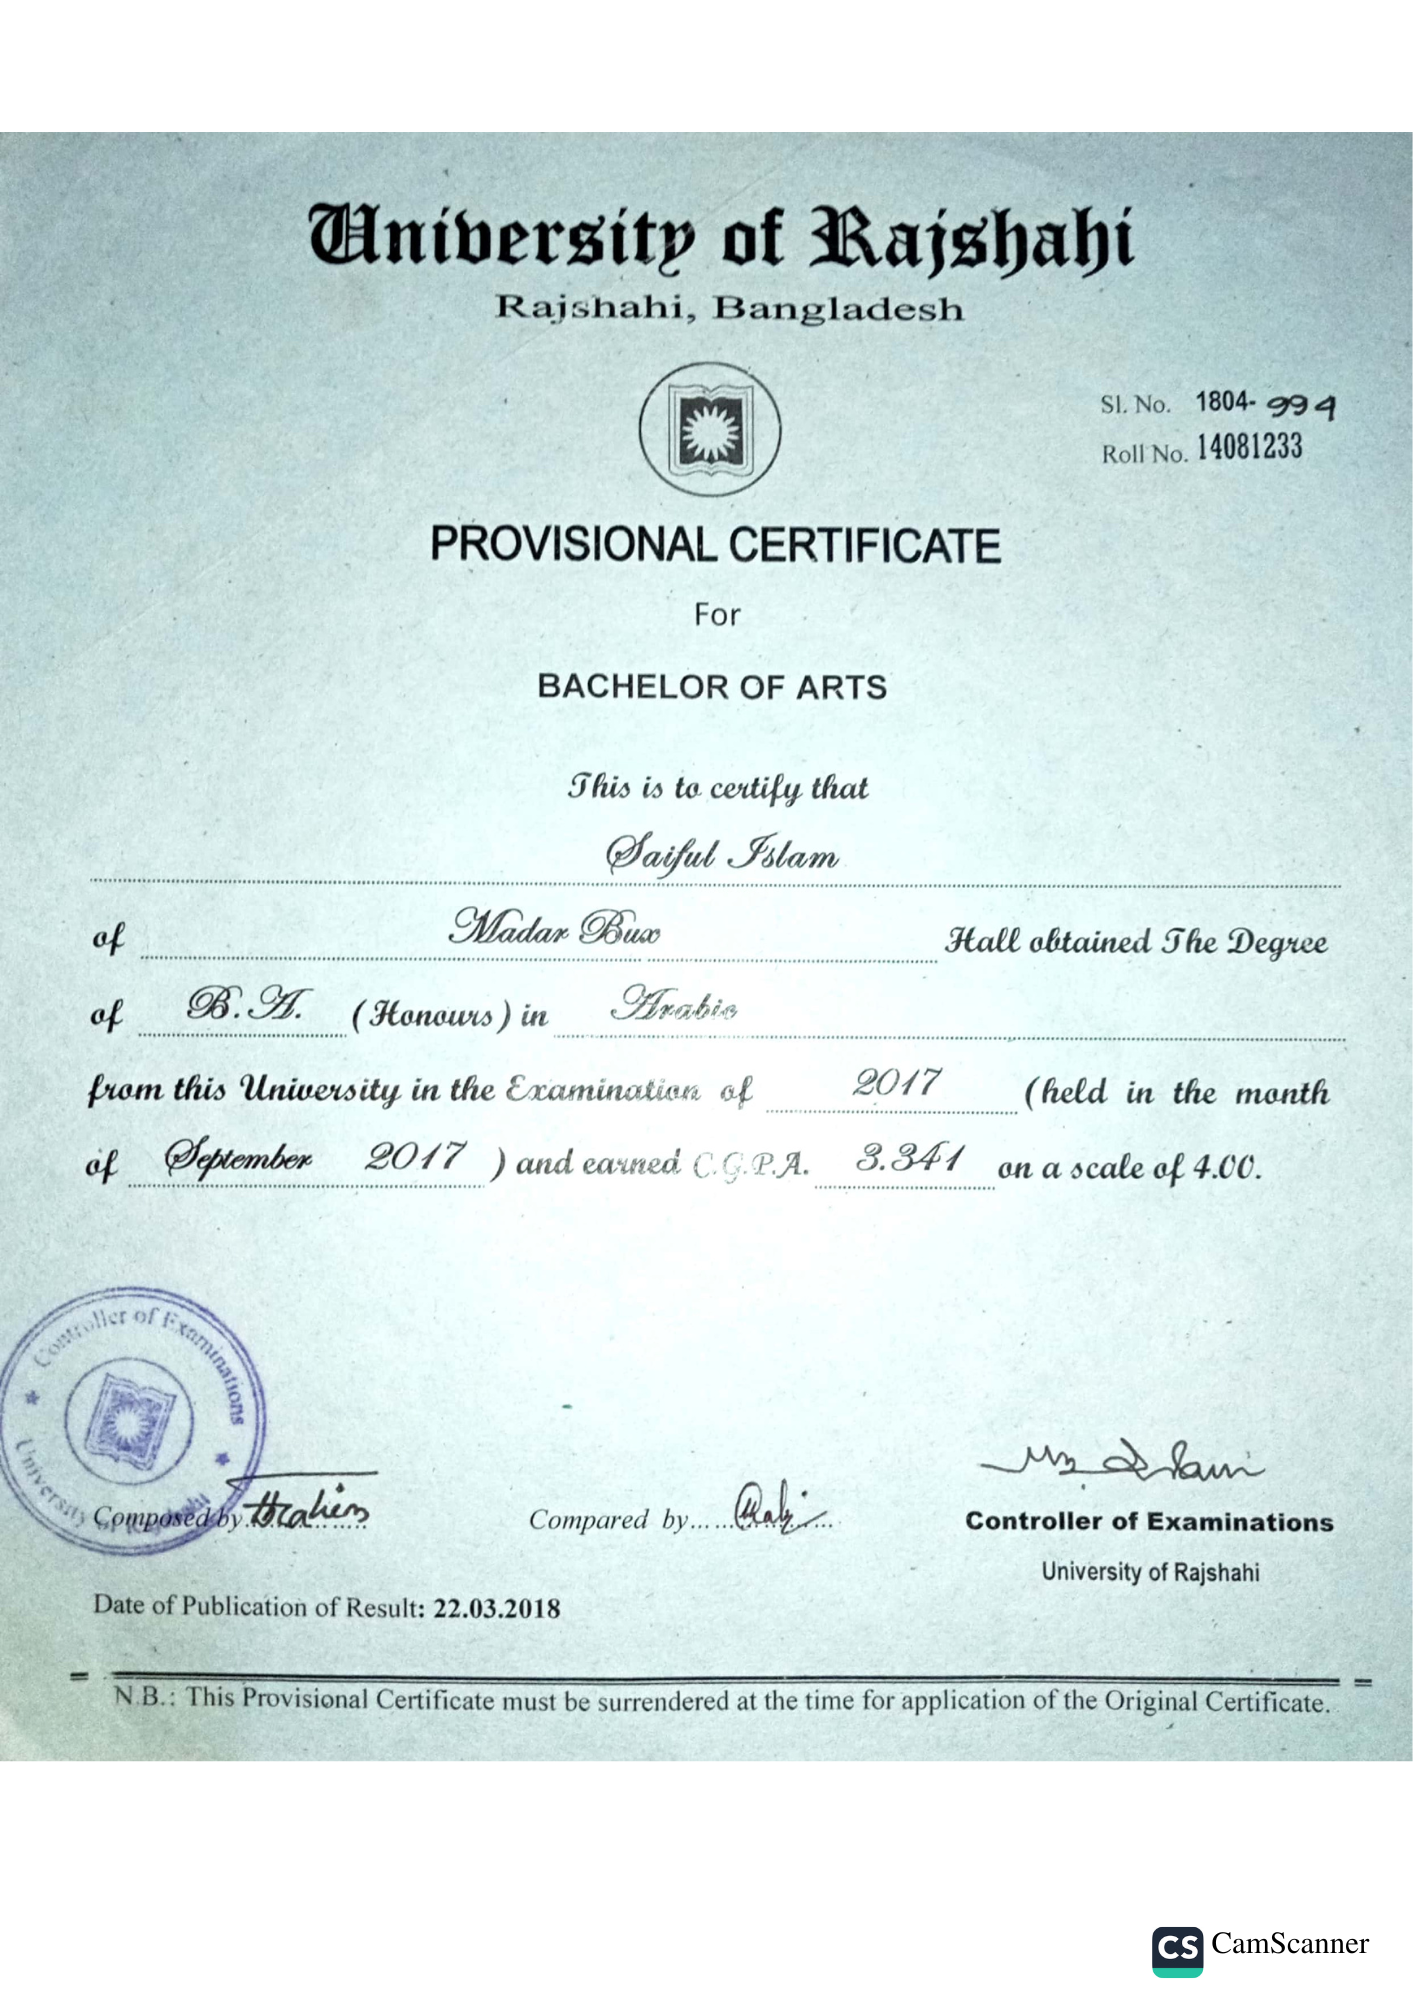 University of Rajshahi
Rajshahi, Bangladesh
Sl. No. 1804-994
Roll No. 14081233
PROVISIONAL CERTIFICATE
For
BACHELOR OF ARTS
This is to certify that
Saiful Islam
of Madar Bux Hall obtained The Degree
of B.A. (Honours) in Arabic
from this University in the Examination of 2017 (held in the month
of September 2017 ) and earned C.G.P.A. 3.341 on a scale of 4.00.
Controller of Examinations
University of Rajshahi
Composed by Ibrahim
Compared by
Controller of Examinations
University of Rajshahi
Date of Publication of Result: 22.03.2018
N.B.: This Provisional Certificate must be surrendered at the time for application of the Original Certificate.
CS CamScanner